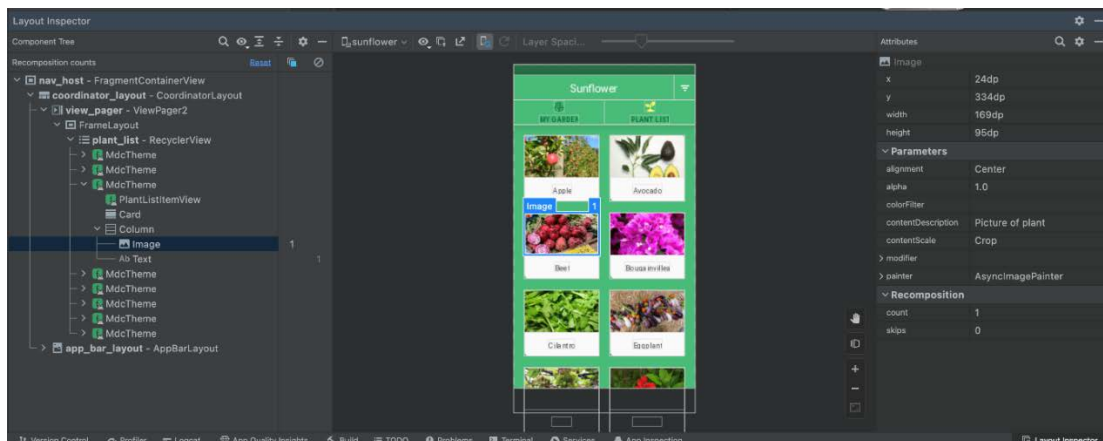 Layout Inspector
Component Tree
sunflower
Layer Spaci...
Attributes
Recomposition counts
Reset
nav_host - FragmentContainerView
coordinator_layout - CoordinatorLayout
view_pager - ViewPager2
FrameLayout
plant_list - RecyclerView
MdcTheme
MdcTheme
MdcTheme
PlantListItemView
Card
Column
Image 1
Ab Text 1
MdcTheme
MdcTheme
MdcTheme
MdcTheme
MdcTheme
app_bar_layout - AppBarLayout
Sunflower
MY GARDEN PLANT LIST
Apple Avocado
Image 1
Beet Bougainvillea
Cilantro Eggplant
Image
x 24dp
y 334dp
width 169dp
height 95dp
Parameters
alignment Center
alpha 1.0
colorFilter
contentDescription Picture of plant
contentScale Crop
modifier
painter AsyncImagePainter
Recomposition
count 1
skips 0
Version Control Profiler Logcat App Quality Insights Build TODO Problems Terminal Services App Inspection Layout Inspector